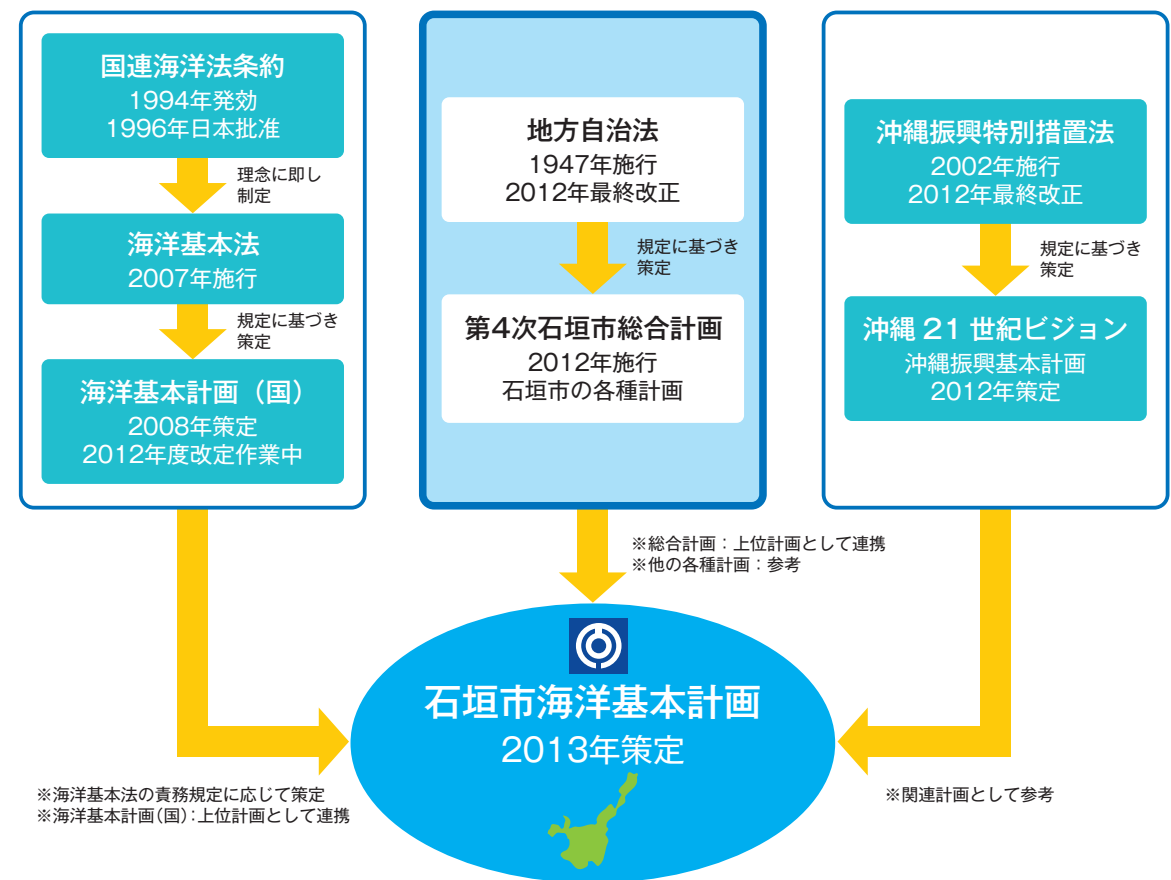 国連海洋法条約
1994年発効
1996年日本批准
理念に即し
制定
海洋基本法
2007年施行
規定に基づき
策定
海洋基本計画（国）
2008年策定
2012年度改定作業中
地方自治法
1947年施行
2012年最終改正
規定に基づき
策定
第4次石垣市総合計画
2012年施行
石垣市の各種計画
沖縄振興特別措置法
2002年施行
2012年最終改正
規定に基づき
策定
沖縄 21 世紀ビジョン
沖縄振興基本計画
2012年策定
※総合計画：上位計画として連携
※他の各種計画：参考
石垣市海洋基本計画
2013年策定
※海洋基本法の責務規定に応じて策定
※海洋基本計画(国)：上位計画として連携
※関連計画として参考